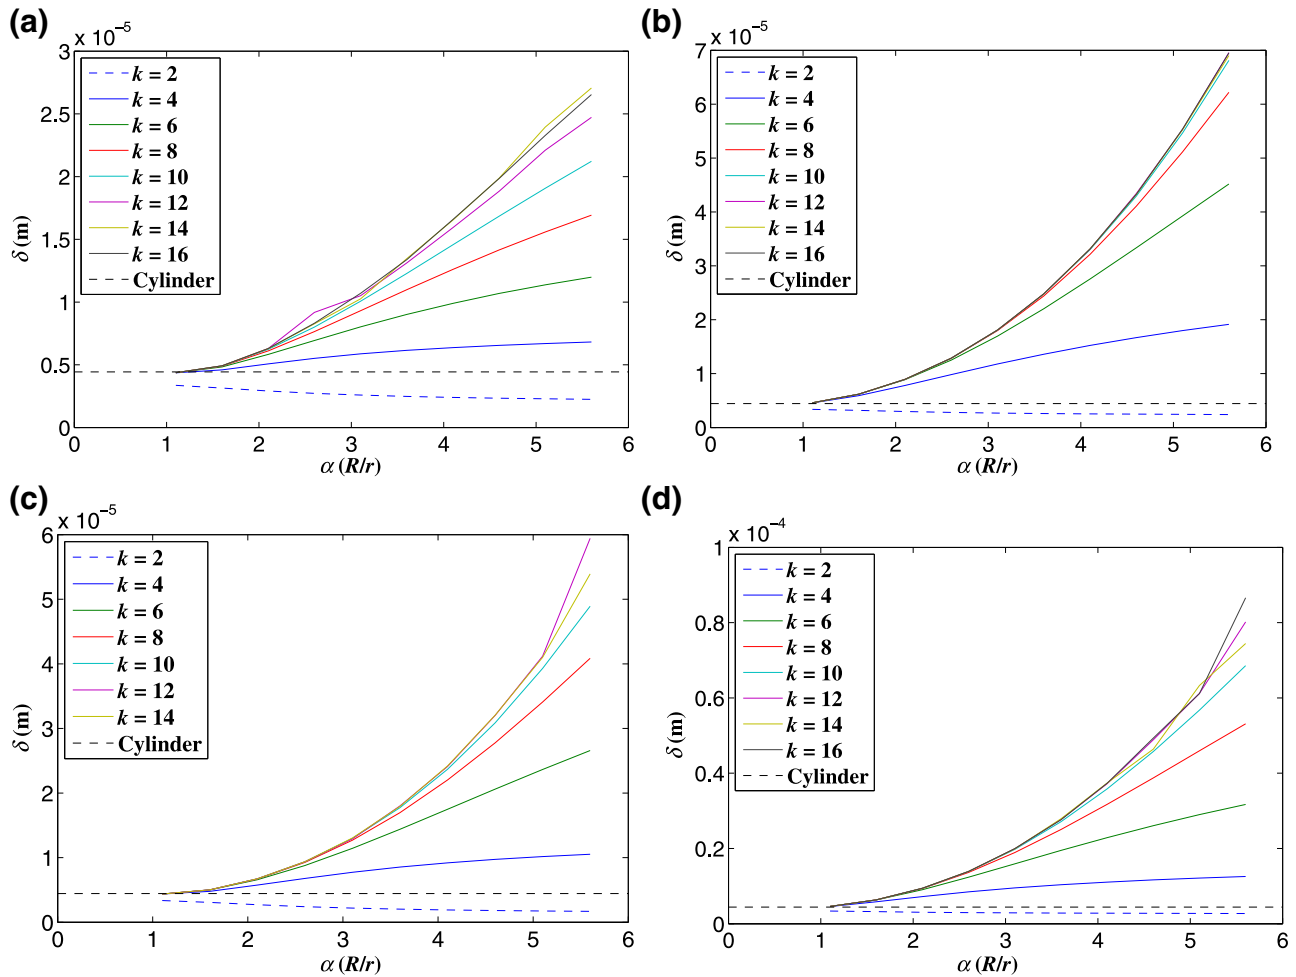 (a)
x 10⁻⁵
3
2.5
2
1.5
1
0.5
0
δ (m)
k = 2
k = 4
k = 6
k = 8
k = 10
k = 12
k = 14
k = 16
Cylinder
0 1 2 3 4 5 6
α (R/r)
(b)
x 10⁻⁵
7
6
5
4
3
2
1
0
δ (m)
k = 2
k = 4
k = 6
k = 8
k = 10
k = 12
k = 14
k = 16
Cylinder
0 1 2 3 4 5 6
α (R/r)
(c)
x 10⁻⁵
6
5
4
3
2
1
0
δ (m)
k = 2
k = 4
k = 6
k = 8
k = 10
k = 12
k = 14
Cylinder
0 1 2 3 4 5 6
α (R/r)
(d)
x 10⁻⁴
1
0.8
0.6
0.4
0.2
0
δ (m)
k = 2
k = 4
k = 6
k = 8
k = 10
k = 12
k = 14
k = 16
Cylinder
0 1 2 3 4 5 6
α (R/r)